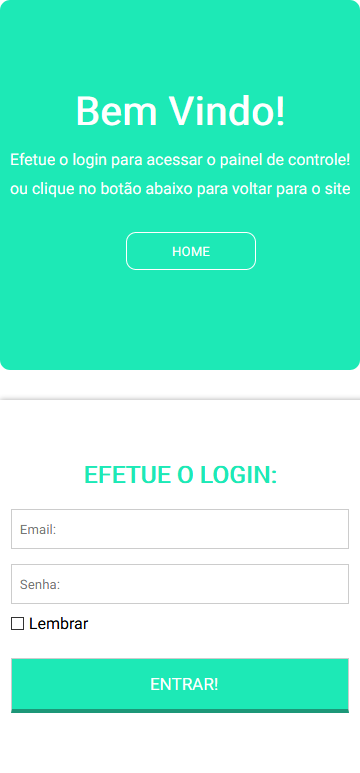 Bem Vindo!
Efetue o login para acessar o painel de controle!
ou clique no botão abaixo para voltar para o site
HOME
EFETUE O LOGIN:
Email:
Senha:
Lembrar
ENTRAR!